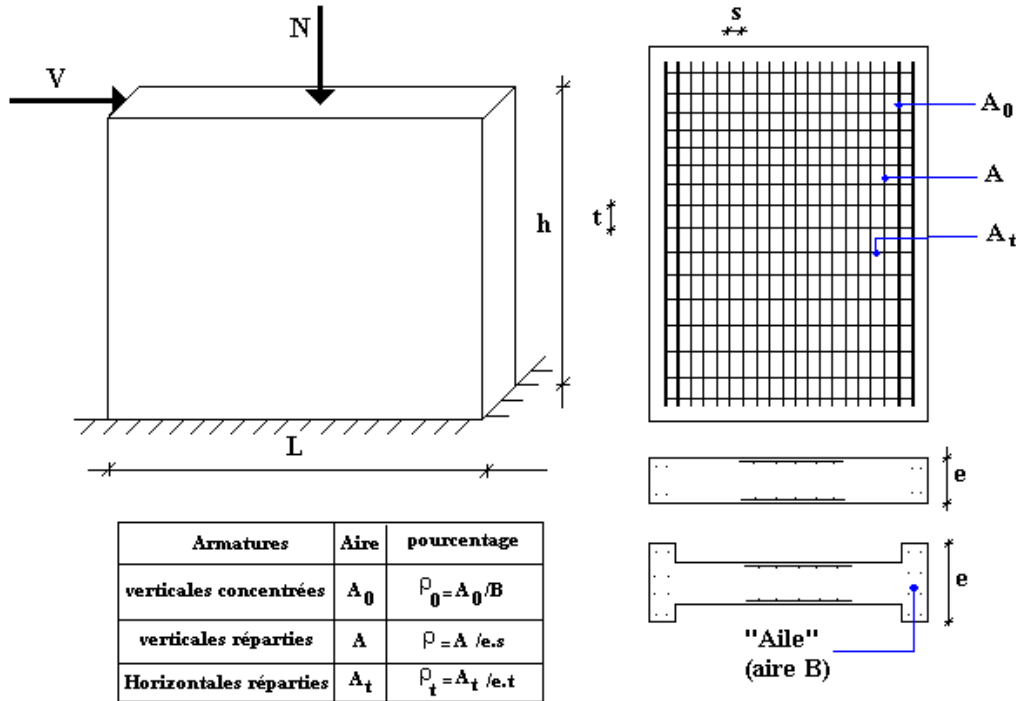 N
V
h
L
s
t
A0
A
At
e
e
"Aile"
(aire B)
Armatures Aire pourcentage
verticales concentrées A0 ρ0=A0/B
verticales réparties A ρ=A/e.s
Horizontales réparties At ρt=At/e.t